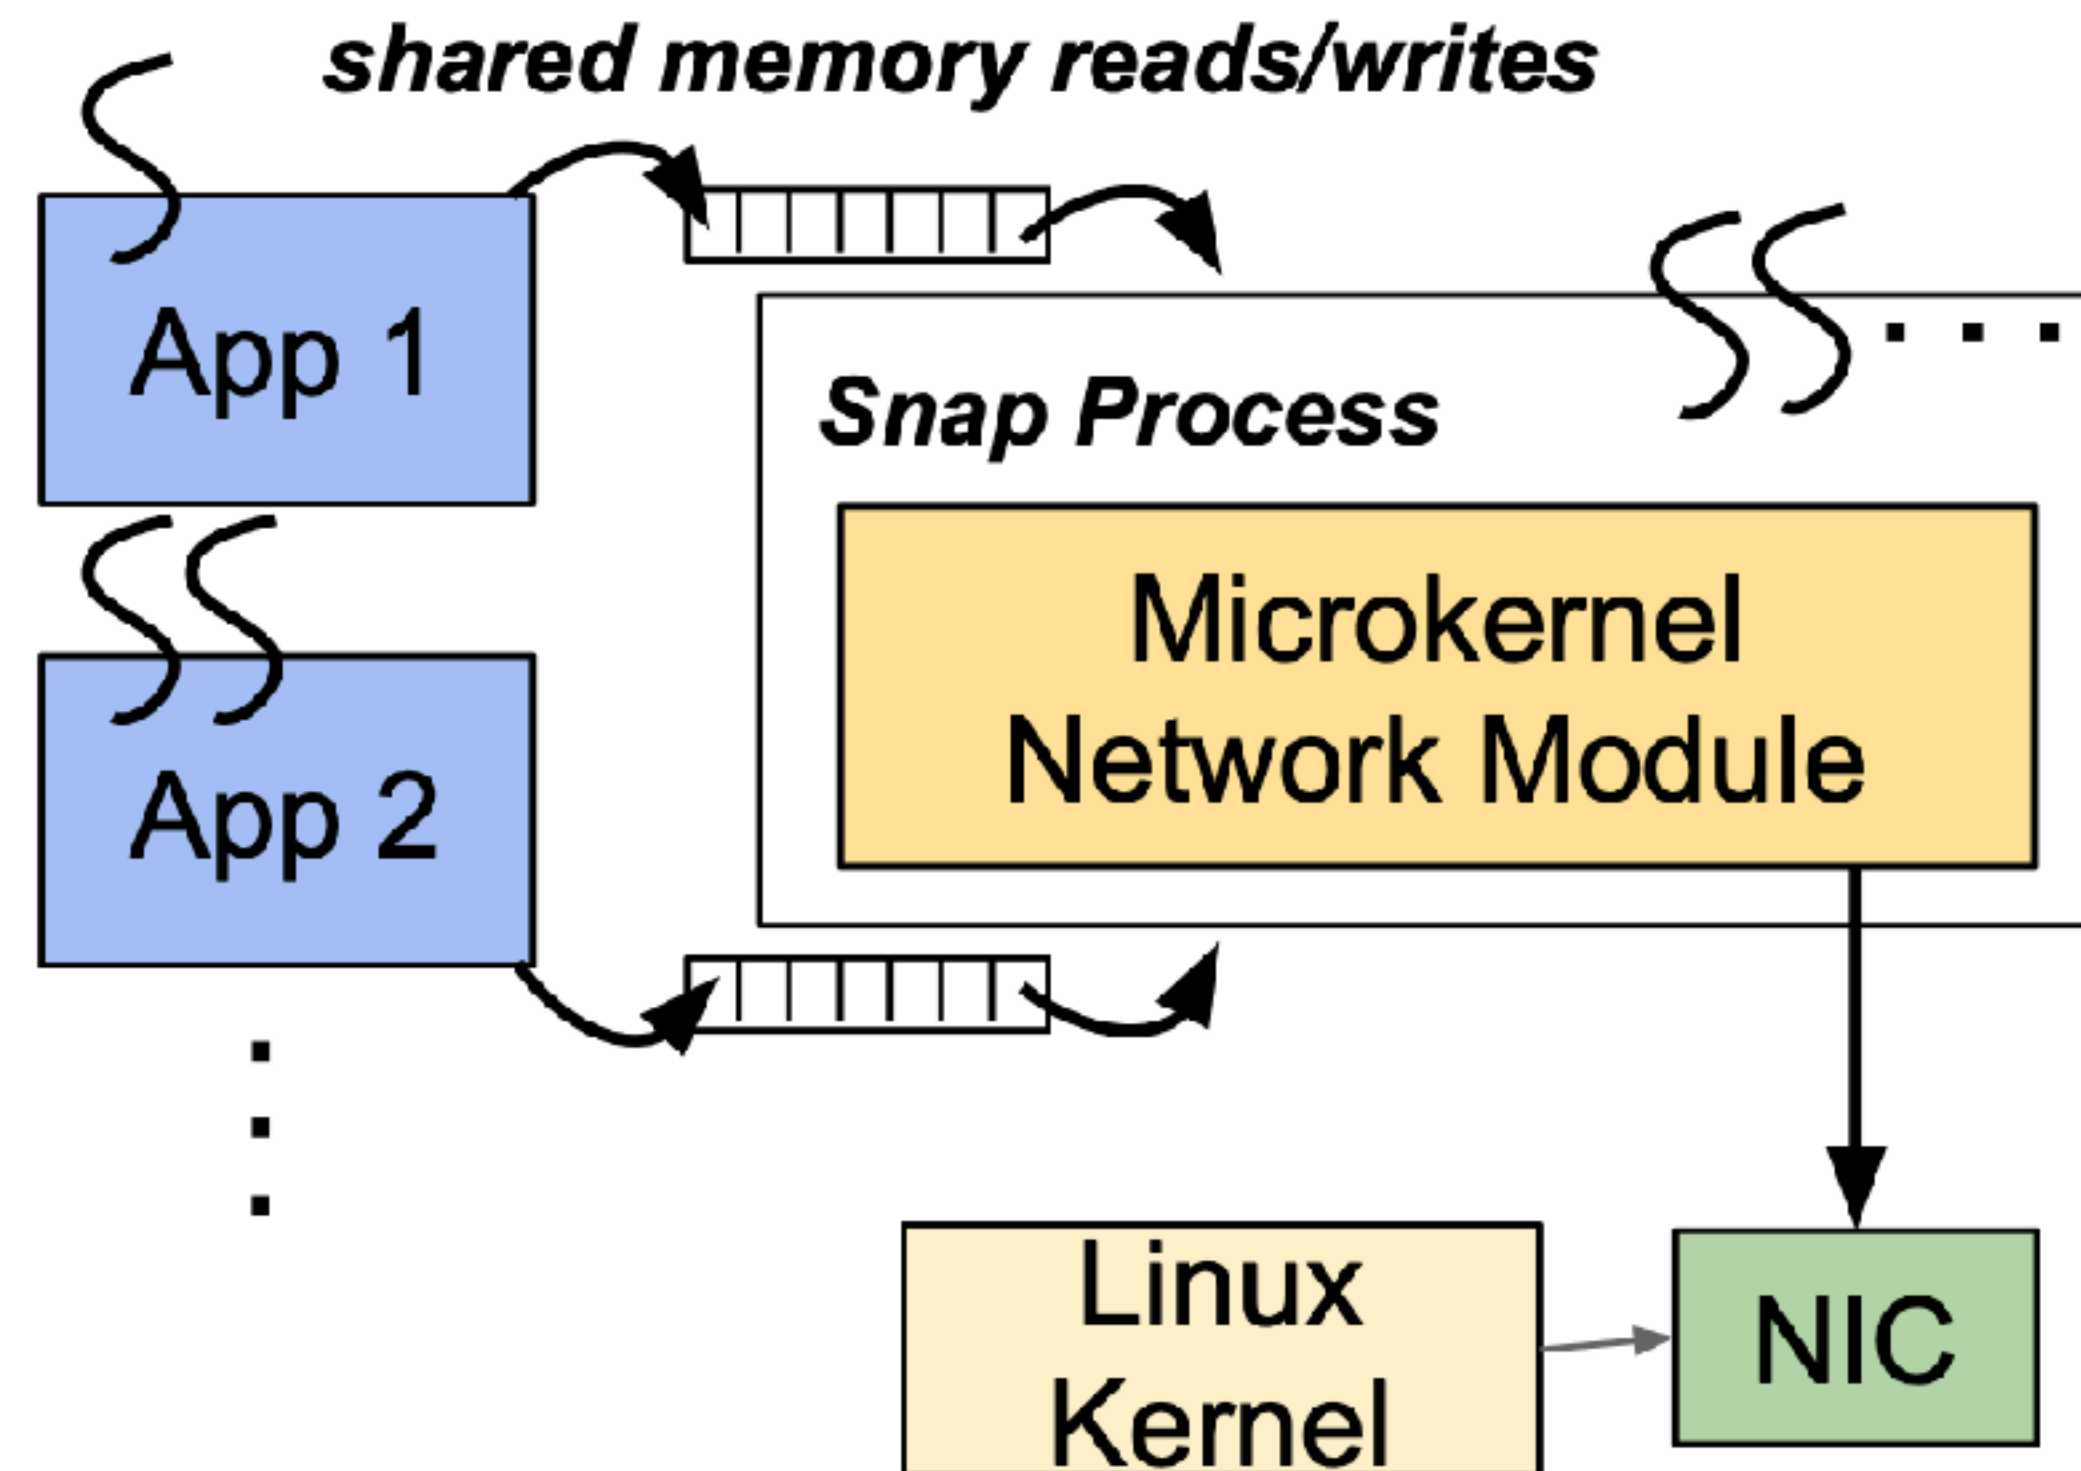 shared memory reads/writes
App 1
Snap Process
Microkernel
Network Module
App 2
Linux
Kernel
NIC